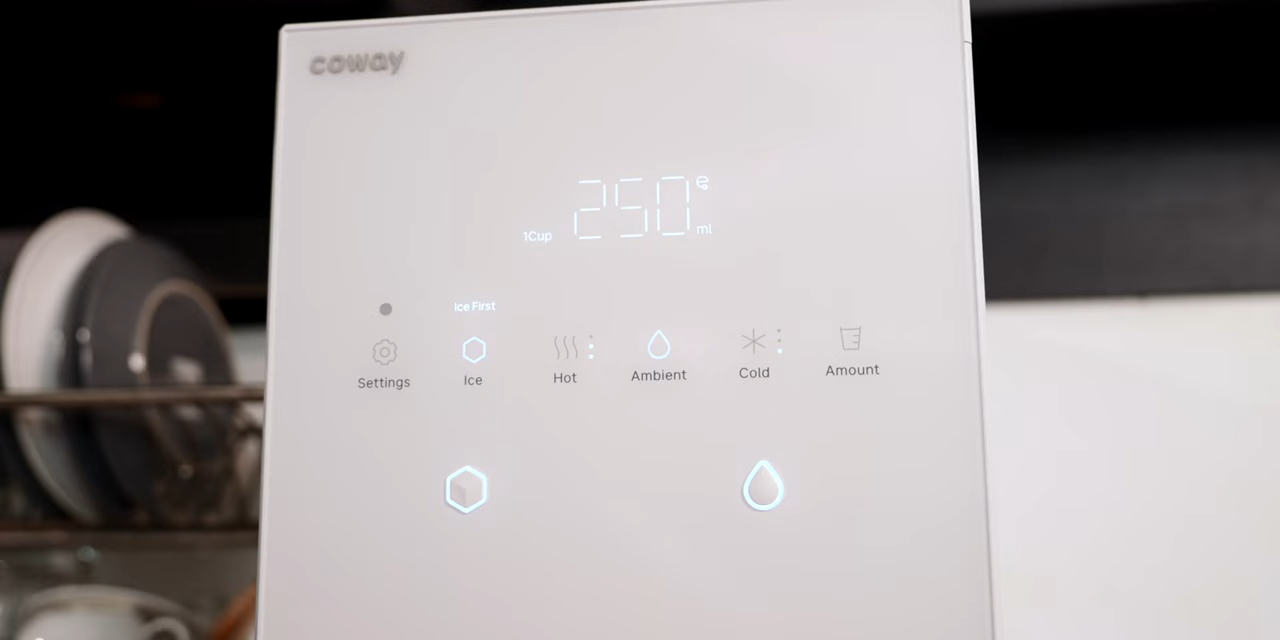 coway
250 e
1Cup ml
Ice First
Settings Ice Hot Ambient Cold Amount